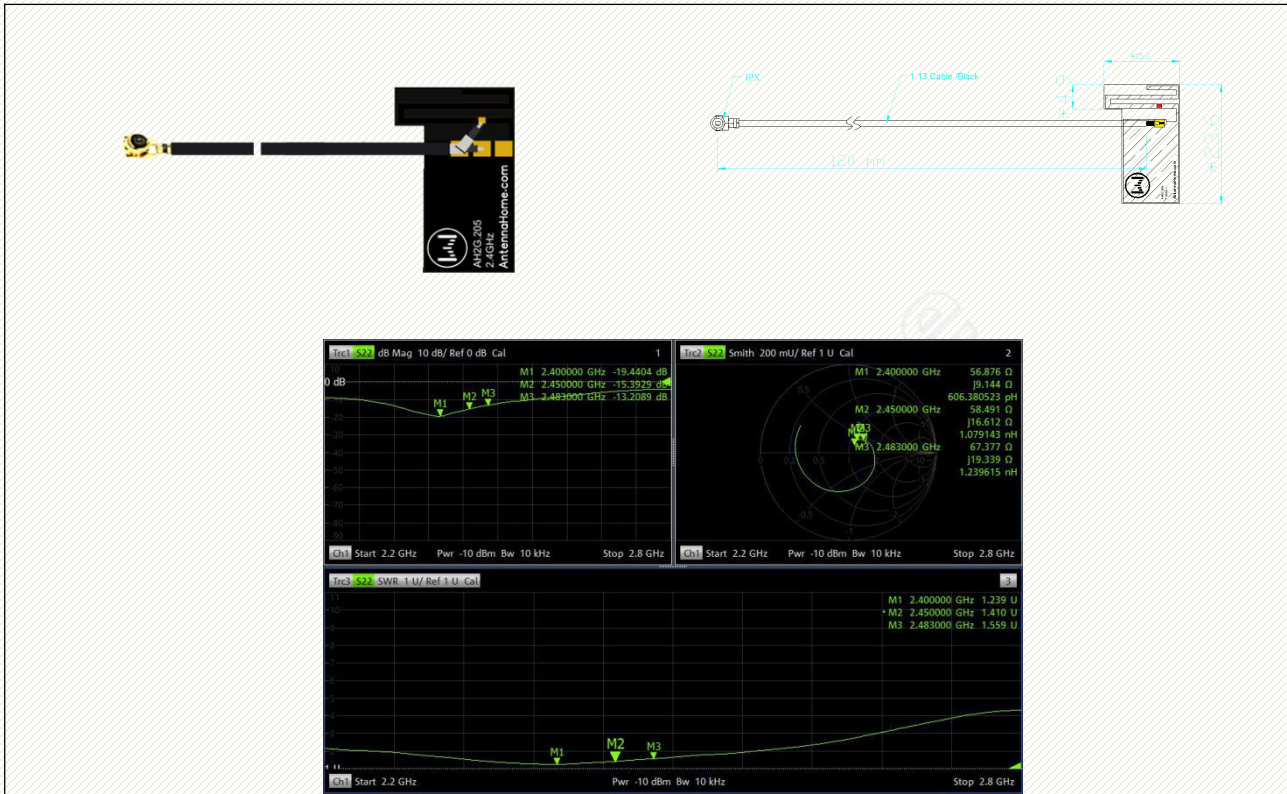 AH2G.205
2.4GHz
AntennaHome.com
IPX
1.13 Cable /Black
120 mm
Trc1 S22 dB Mag 10 dB/ Ref 0 dB Cal 1
0 dB
M1 2.400000 GHz -19.4404 dB
M2 2.450000 GHz -15.3929 dB
M3 2.483000 GHz -13.2089 dB
M1
M2
M3
Ch1 Start 2.2 GHz Pwr -10 dBm Bw 10 kHz Stop 2.8 GHz
Trc2 S22 Smith 200 mU/ Ref 1 U Cal 2
M1 2.400000 GHz 56.876 Ω
j9.144 Ω
606.380523 pH
M2 2.450000 GHz 58.491 Ω
j16.612 Ω
1.079143 nH
M3 2.483000 GHz 67.377 Ω
j19.339 Ω
1.239615 nH
Ch1 Start 2.2 GHz Pwr -10 dBm Bw 10 kHz Stop 2.8 GHz
Trc3 S22 SWR 1 U/ Ref 1 U Cal 3
M1 2.400000 GHz 1.239 U
• M2 2.450000 GHz 1.410 U
M3 2.483000 GHz 1.559 U
M1
M2
M3
1 U
Ch1 Start 2.2 GHz Pwr -10 dBm Bw 10 kHz Stop 2.8 GHz